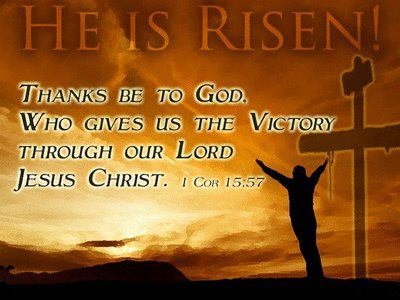 HE IS RISEN!
THANKS BE TO GOD,
WHO GIVES US THE VICTORY
THROUGH OUR LORD
JESUS CHRIST. 1 COR 15:57